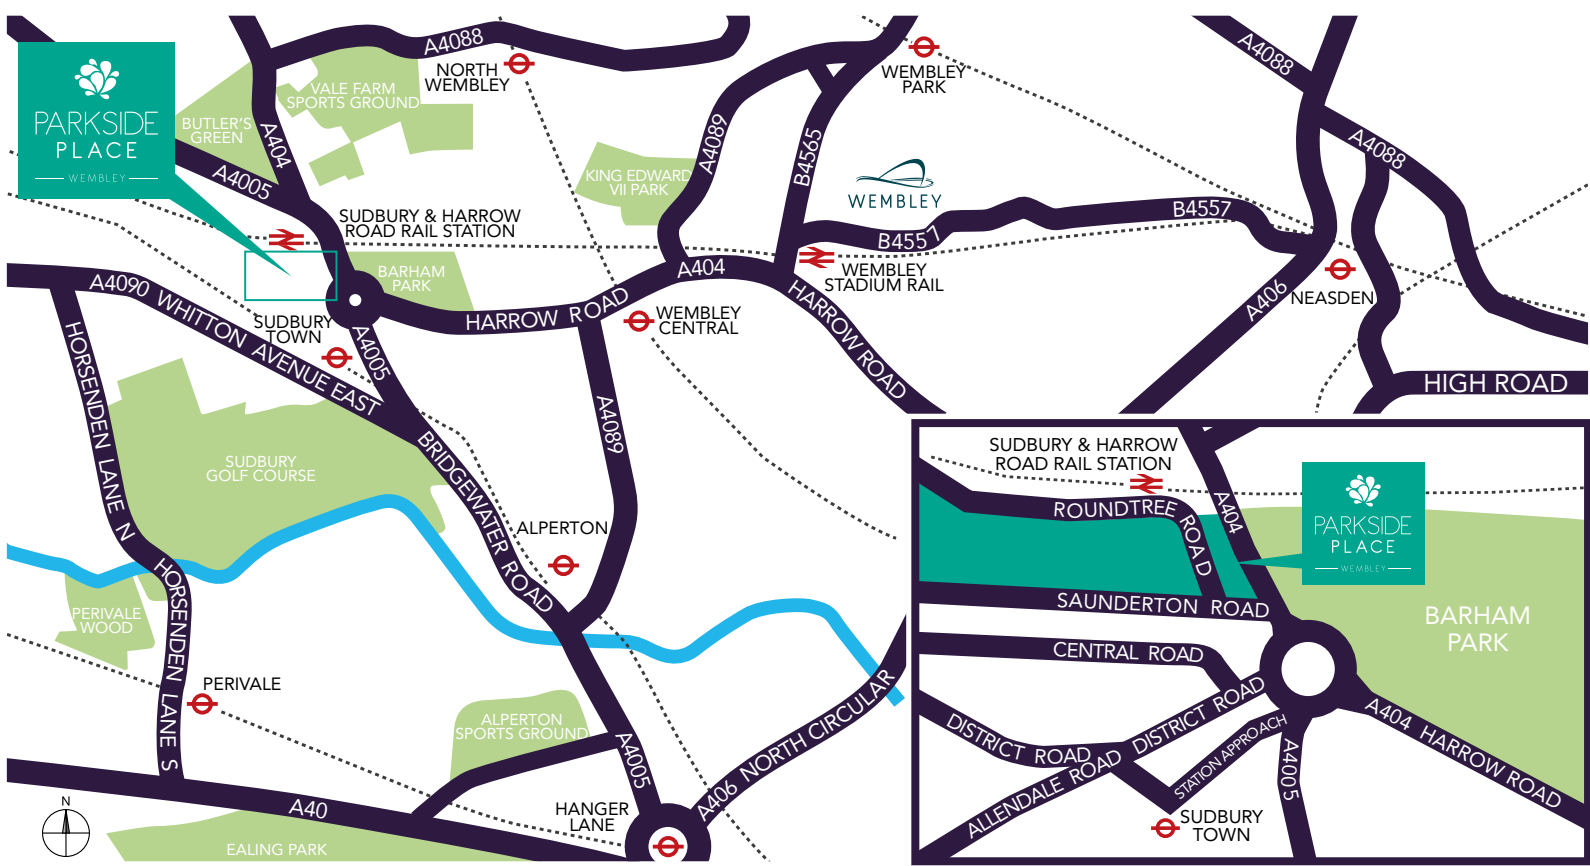 PARKSIDE
PLACE
WEMBLEY
A4088
NORTH
WEMBLEY
VALE FARM
SPORTS GROUND
BUTLER'S
GREEN
A404
A4005
SUDBURY & HARROW
ROAD RAIL STATION
KING EDWARD
VII PARK
A4089
B4565
WEMBLEY
PARK
WEMBLEY
A4088
A4088
B4557
B4557
WEMBLEY
STADIUM RAIL
NEASDEN
A406
HIGH ROAD
BARHAM
PARK
A404
HARROW ROAD
HARROW ROAD
WEMBLEY
CENTRAL
A4090 WHITTON AVENUE EAST
SUDBURY
TOWN
A4005
HORSENDEN LANE N
SUDBURY
GOLF COURSE
A4089
BRIDGEWATER ROAD
ALPERTON
HORSENDEN LANE S
PERIVALE
WOOD
PERIVALE
ALPERTON
SPORTS GROUND
A4005
A406 NORTH CIRCULAR
HANGER
LANE
A40
N
EALING PARK
SUDBURY & HARROW
ROAD RAIL STATION
ROUNDTREE ROAD
A404
PARKSIDE
PLACE
WEMBLEY
SAUNDERTON ROAD
BARHAM
PARK
CENTRAL ROAD
DISTRICT ROAD
DISTRICT ROAD
ALLENDALE ROAD
STATION APPROACH
A4005
A404 HARROW ROAD
SUDBURY
TOWN